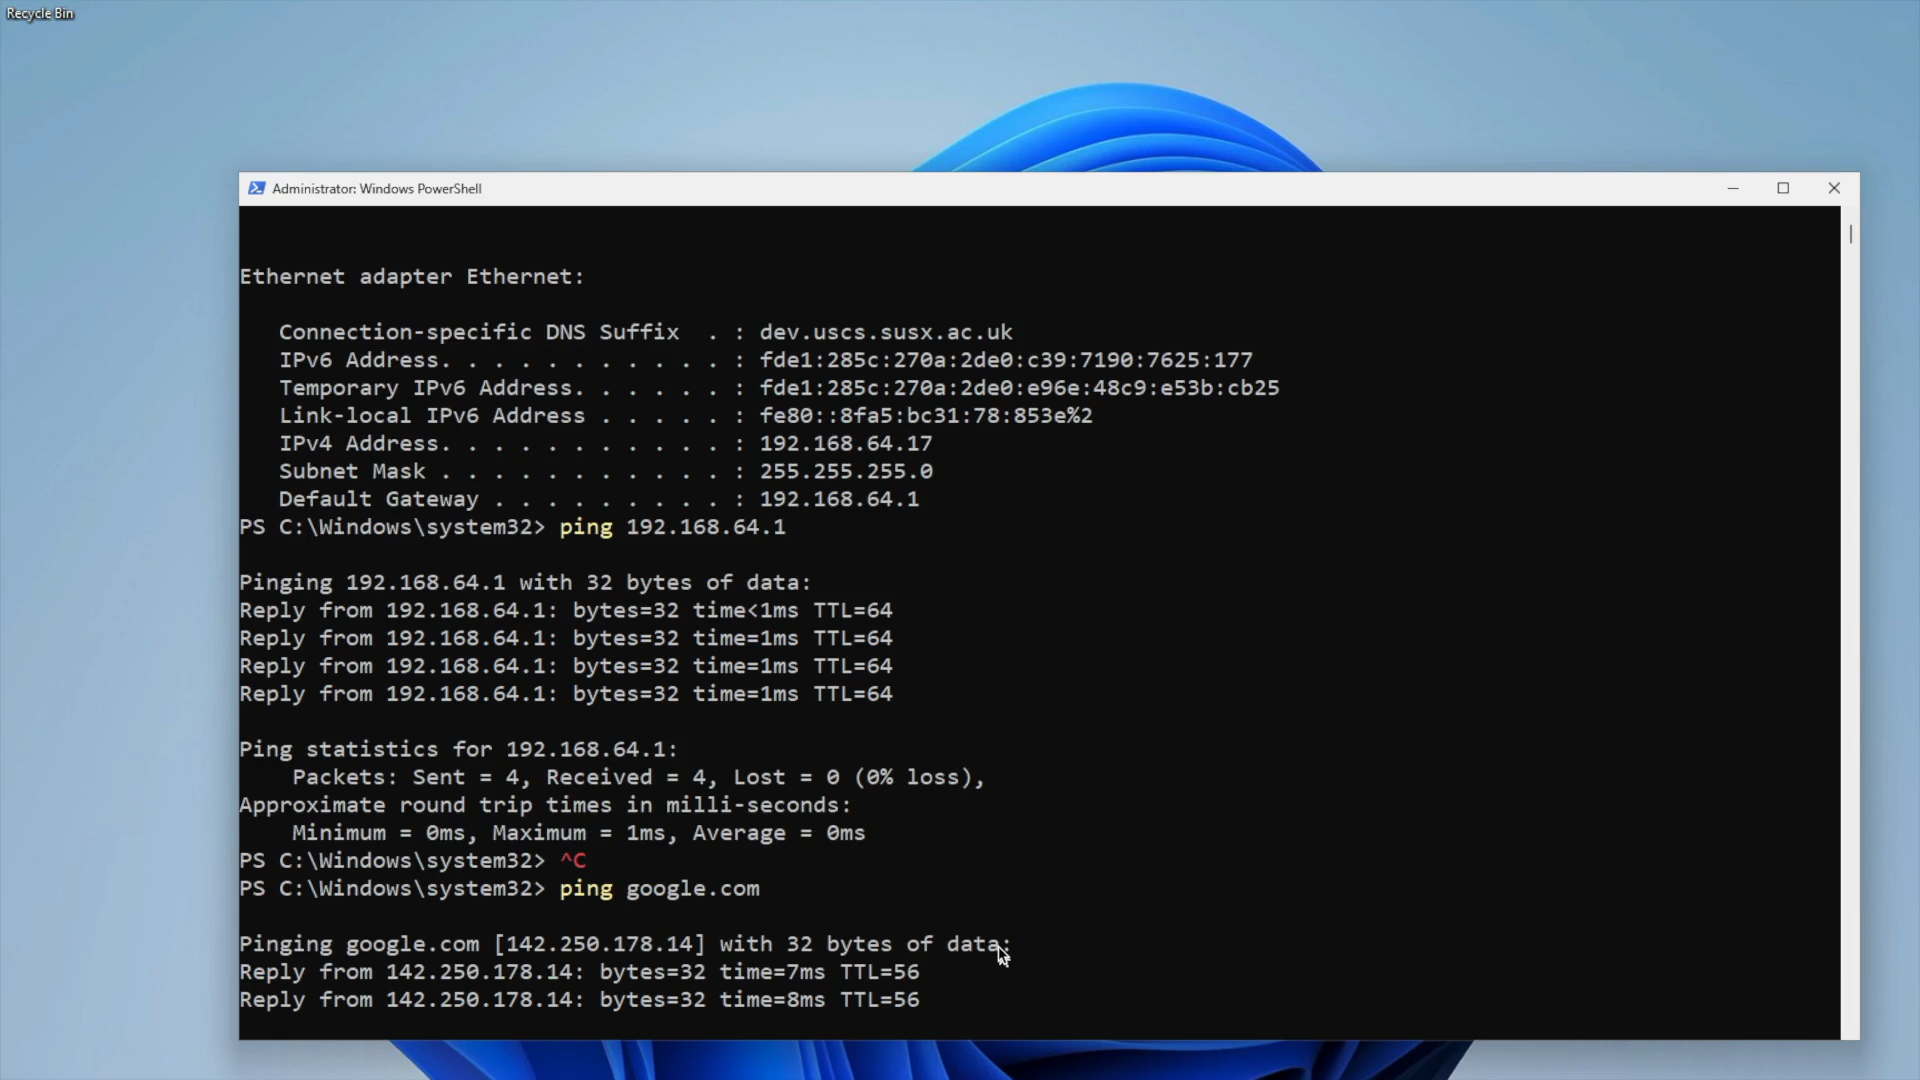 Recycle Bin
Administrator: Windows PowerShell
Ethernet adapter Ethernet:
Connection-specific DNS Suffix  . : dev.uscs.susx.ac.uk
IPv6 Address. . . . . . . . . . . : fde1:285c:270a:2de0:c39:7190:7625:177
Temporary IPv6 Address. . . . . . : fde1:285c:270a:2de0:e96e:48c9:e53b:cb25
Link-local IPv6 Address . . . . . : fe80::8fa5:bc31:78:853e%2
IPv4 Address. . . . . . . . . . . : 192.168.64.17
Subnet Mask . . . . . . . . . . . : 255.255.255.0
Default Gateway . . . . . . . . . : 192.168.64.1
PS C:\Windows\system32> ping 192.168.64.1
Pinging 192.168.64.1 with 32 bytes of data:
Reply from 192.168.64.1: bytes=32 time<1ms TTL=64
Reply from 192.168.64.1: bytes=32 time=1ms TTL=64
Reply from 192.168.64.1: bytes=32 time=1ms TTL=64
Reply from 192.168.64.1: bytes=32 time=1ms TTL=64
Ping statistics for 192.168.64.1:
Packets: Sent = 4, Received = 4, Lost = 0 (0% loss),
Approximate round trip times in milli-seconds:
Minimum = 0ms, Maximum = 1ms, Average = 0ms
PS C:\Windows\system32> ^C
PS C:\Windows\system32> ping google.com
Pinging google.com [142.250.178.14] with 32 bytes of data:
Reply from 142.250.178.14: bytes=32 time=7ms TTL=56
Reply from 142.250.178.14: bytes=32 time=8ms TTL=56